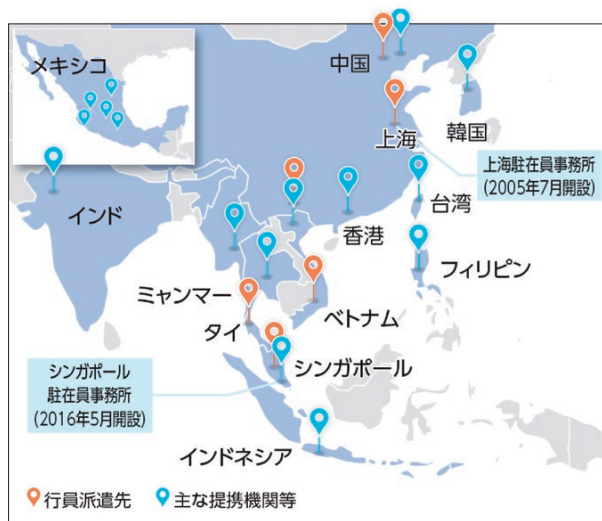 メキシコ
中国
韓国
上海
上海駐在員事務所
(2005年7月開設)
インド
台湾
香港
フィリピン
ミャンマー
ベトナム
タイ
シンガポール
駐在員事務所
(2016年5月開設)
シンガポール
インドネシア
行員派遣先
主な提携機関等